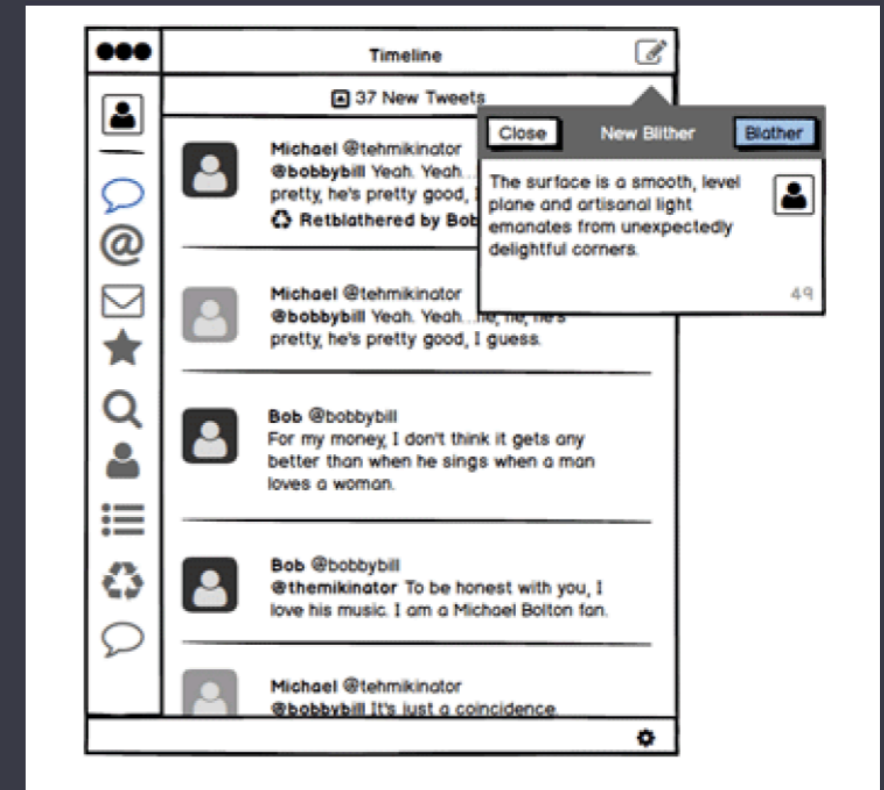 Timeline
37 New Tweets
Close New Blither Blather
The surface is a smooth, level
plane and artisanal light
emanates from unexpectedly
delightful corners.
49
Michael @tehmikinator
@bobbybill Yeah. Yeah...
pretty, he's pretty good, I
Retblathered by Bob
Michael @tehmikinator
@bobbybill Yeah. Yeah...he, he, he's
pretty, he's pretty good, I guess.
Bob @bobbybill
For my money, I don't think it gets any
better than when he sings when a man
loves a woman.
Bob @bobbybill
@themikinator To be honest with you, I
love his music. I am a Michael Bolton fan.
Michael @tehmikinator
@bobbybill It's just a coincidence.